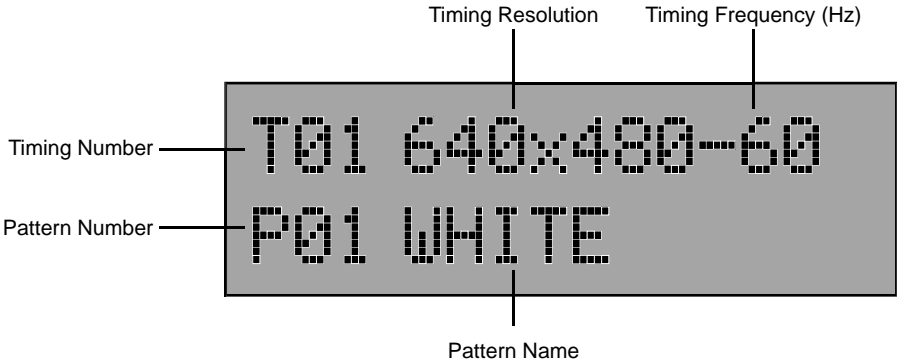 Timing Resolution Timing Frequency (Hz)
Timing Number
T01 640x480-60
Pattern Number
P01 WHITE
Pattern Name